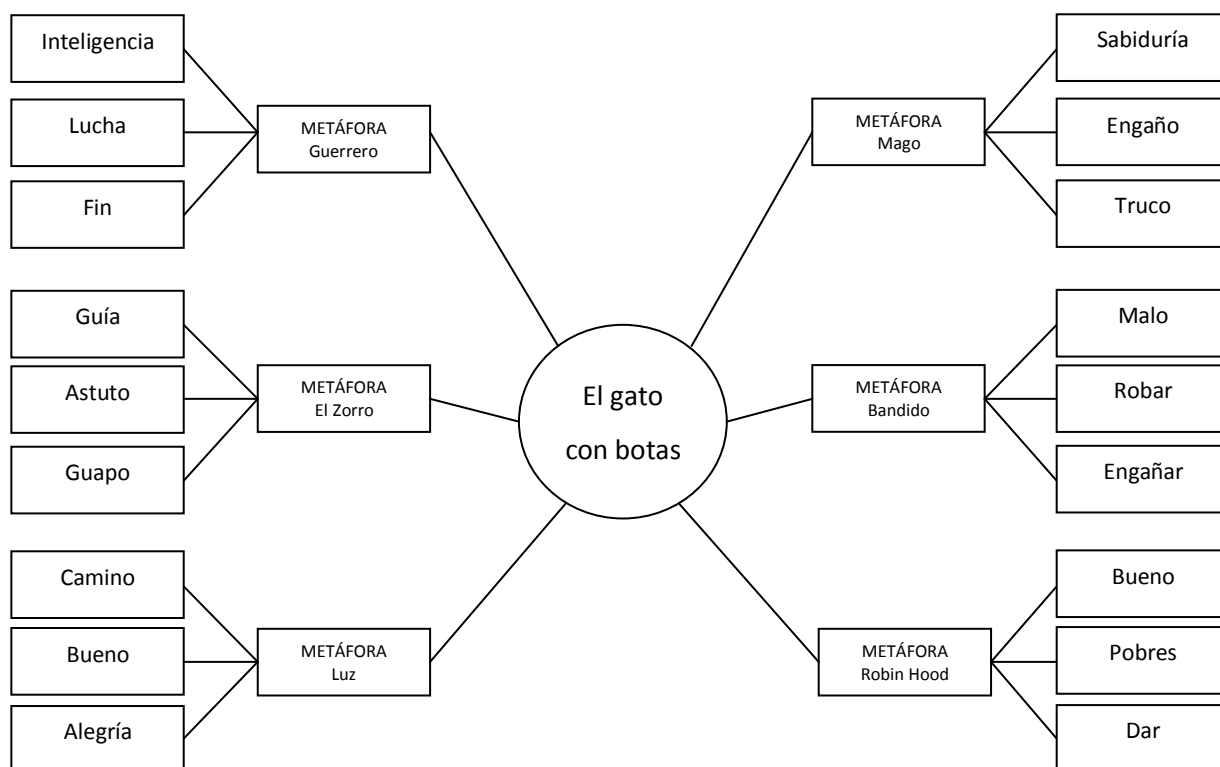 Inteligencia
Lucha
Fin
METÁFORA
Guerrero
Guía
Astuto
Guapo
METÁFORA
El Zorro
Camino
Bueno
Alegría
METÁFORA
Luz
El gato
con botas
METÁFORA
Mago
Sabiduría
Engaño
Truco
METÁFORA
Bandido
Malo
Robar
Engañar
METÁFORA
Robin Hood
Bueno
Pobres
Dar